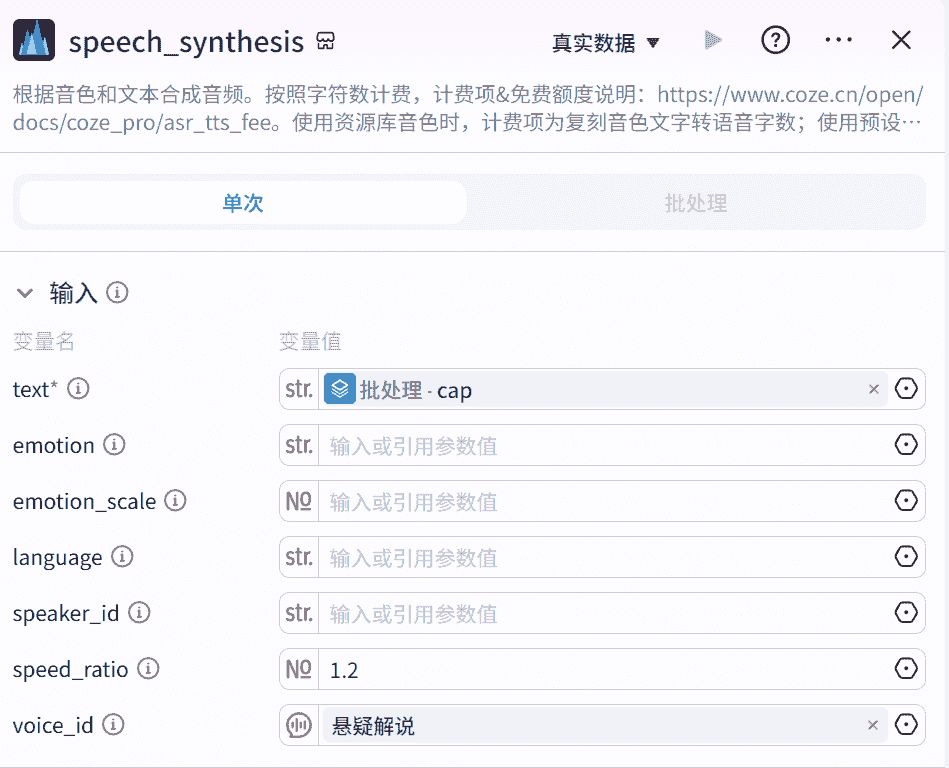 speech_synthesis
真实数据
根据音色和文本合成音频。按照字符数计费，计费项&免费额度说明：https://www.coze.cn/open/
docs/coze_pro/asr_tts_fee。使用资源库音色时，计费项为复刻音色文字转语音字数；使用预设…
单次 批处理
输入
变量名 变量值
text* str. 批处理 - cap
emotion str. 输入或引用参数值
emotion_scale № 输入或引用参数值
language str. 输入或引用参数值
speaker_id str. 输入或引用参数值
speed_ratio № 1.2
voice_id 悬疑解说